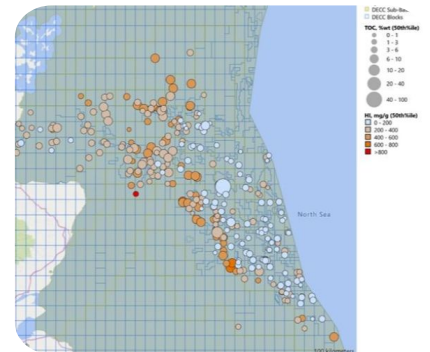 DECC Sub-Ba..
DECC Blocks
TOC, %wt (50th%ile)
0 - 1
1 - 3
3 - 6
6 - 10
10 - 20
20 - 40
40 - 100
HI, mg/g (50th%ile)
0 - 200
200 - 400
400 - 600
600 - 800
>800
North Sea